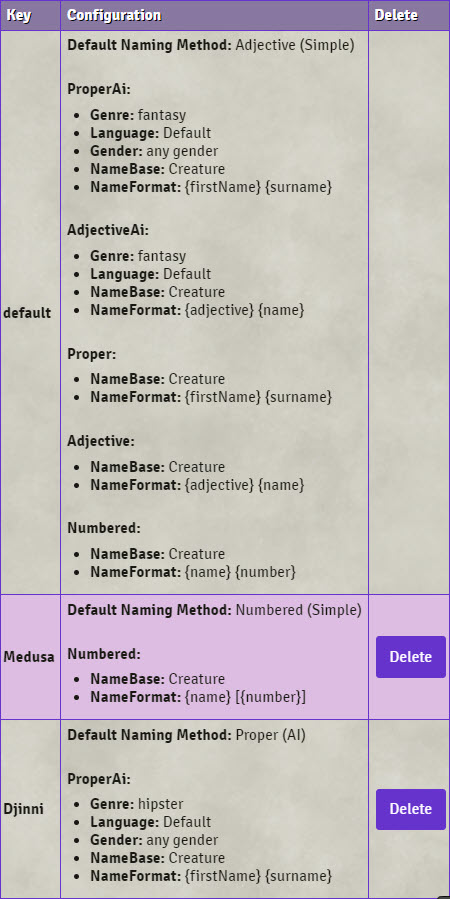 Key Configuration Delete
Default Naming Method: Adjective (Simple)
ProperAi:
• Genre: fantasy
• Language: Default
• Gender: any gender
• NameBase: Creature
• NameFormat: {firstName} {surname}
AdjectiveAi:
• Genre: fantasy
• Language: Default
• NameBase: Creature
• NameFormat: {adjective} {name}
default
Proper:
• NameBase: Creature
• NameFormat: {firstName} {surname}
Adjective:
• NameBase: Creature
• NameFormat: {adjective} {name}
Numbered:
• NameBase: Creature
• NameFormat: {name} {number}
Default Naming Method: Numbered (Simple)
Medusa Numbered: Delete
• NameBase: Creature
• NameFormat: {name} [{number}]
Default Naming Method: Proper (AI)
ProperAi:
• Genre: hipster
Djinni Delete
• Language: Default
• Gender: any gender
• NameBase: Creature
• NameFormat: {firstName} {surname}